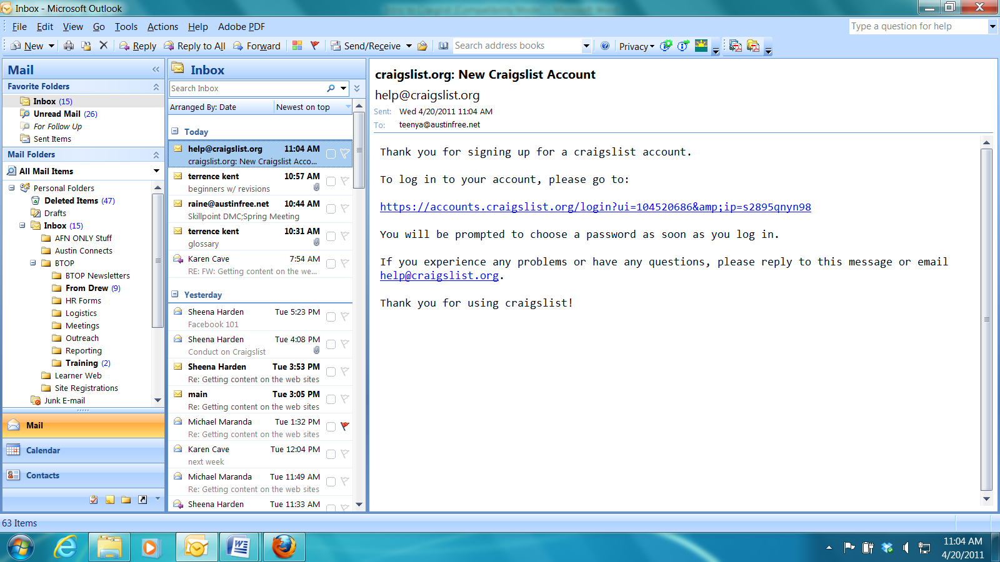 Inbox - Microsoft Outlook
File Edit View Go Tools Actions Help Adobe PDF
Type a question for help
New Reply Reply to All Forward Send/Receive Search address books Privacy
Mail
Favorite Folders
Inbox (15)
Unread Mail (26)
For Follow Up
Sent Items
Mail Folders
All Mail Items
Personal Folders
Deleted Items (47)
Drafts
Inbox (15)
AFN ONLY Stuff
Austin Connects
BTOP
BTOP Newsletters
From Drew (9)
HR Forms
Logistics
Meetings
Outreach
Reporting
Training (2)
Learner Web
Site Registrations
Junk E-mail
Mail
Calendar
Contacts
Inbox
Search Inbox
Arranged By: Date Newest on top
Today
help@craigslist.org 11:04 AM
craigslist.org: New Craigslist Acco...
terrence kent 10:57 AM
beginners w/ revisions
raine@austinfree.net 10:44 AM
Skillpoint DMC;Spring Meeting
terrence kent 10:31 AM
glossary
Karen Cave 7:54 AM
RE: FW: Getting content on the we...
Yesterday
Sheena Harden Tue 5:23 PM
Facebook 101
Sheena Harden Tue 4:08 PM
Conduct on Craigslist
Sheena Harden Tue 3:53 PM
Re: Getting content on the web sites
main Tue 3:05 PM
Re: Getting content on the web sites
Michael Maranda Tue 1:32 PM
Re: Getting content on the web sites
Karen Cave Tue 12:04 PM
next week
Michael Maranda Tue 11:49 AM
Re: Getting content on the web sites
Sheena Harden Tue 11:33 AM
craigslist.org: New Craigslist Account
help@craigslist.org
Sent: Wed 4/20/2011 11:04 AM
To: teenya@austinfree.net
Thank you for signing up for a craigslist account.
To log in to your account, please go to:
https://accounts.craigslist.org/login?ui=104520686&amp;ip=s2895qnyn98
You will be prompted to choose a password as soon as you log in.
If you experience any problems or have any questions, please reply to this message or email
help@craigslist.org.
Thank you for using craigslist!
63 Items
11:04 AM
4/20/2011